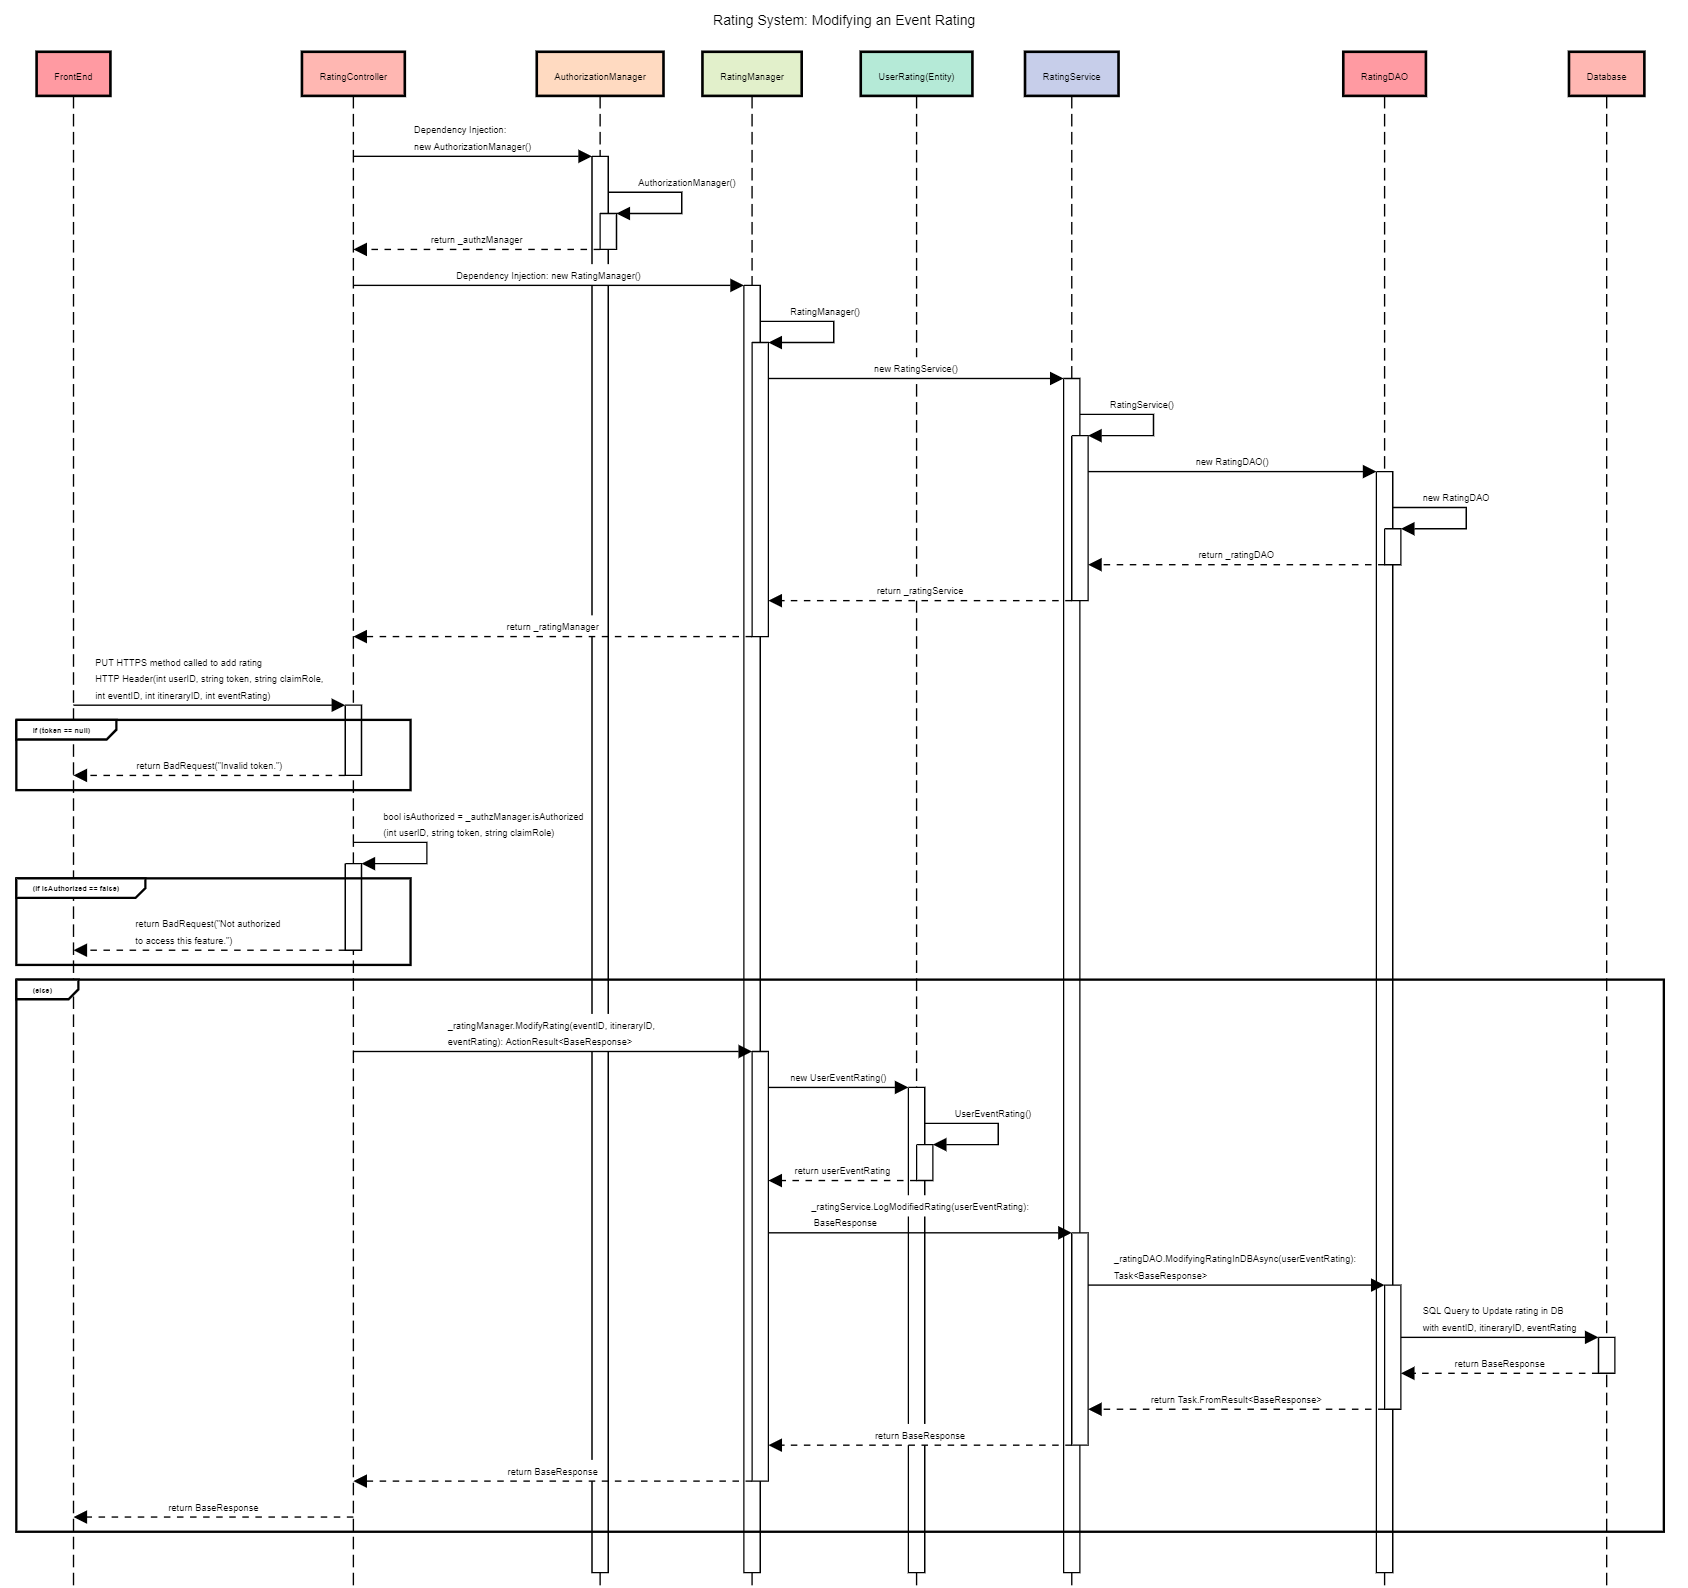 Rating System: Modifying an Event Rating
FrontEnd
RatingController
AuthorizationManager
RatingManager
UserRating(Entity)
RatingService
RatingDAO
Database
Dependency Injection:
new AuthorizationManager()
AuthorizationManager()
return _authzManager
Dependency Injection: new RatingManager()
RatingManager()
new RatingService()
RatingService()
new RatingDAO()
new RatingDAO
return _ratingDAO
return _ratingService
return _ratingManager
PUT HTTPS method called to add rating
HTTP Header(int userID, string token, string claimRole,
int eventID, int itineraryID, int eventRating)
if (token == null)
return BadRequest("Invalid token.")
bool isAuthorized = _authzManager.isAuthorized
(int userID, string token, string claimRole)
(if isAuthorized == false)
return BadRequest("Not authorized
to access this feature.")
(else)
_ratingManager.ModifyRating(eventID, itineraryID,
eventRating): ActionResult<BaseResponse>
new UserEventRating()
UserEventRating()
return userEventRating
_ratingService.LogModifiedRating(userEventRating):
BaseResponse
_ratingDAO.ModifyingRatingInDBAsync(userEventRating):
Task<BaseResponse>
SQL Query to Update rating in DB
with eventID, itineraryID, eventRating
return BaseResponse
return Task.FromResult<BaseResponse>
return BaseResponse
return BaseResponse
return BaseResponse